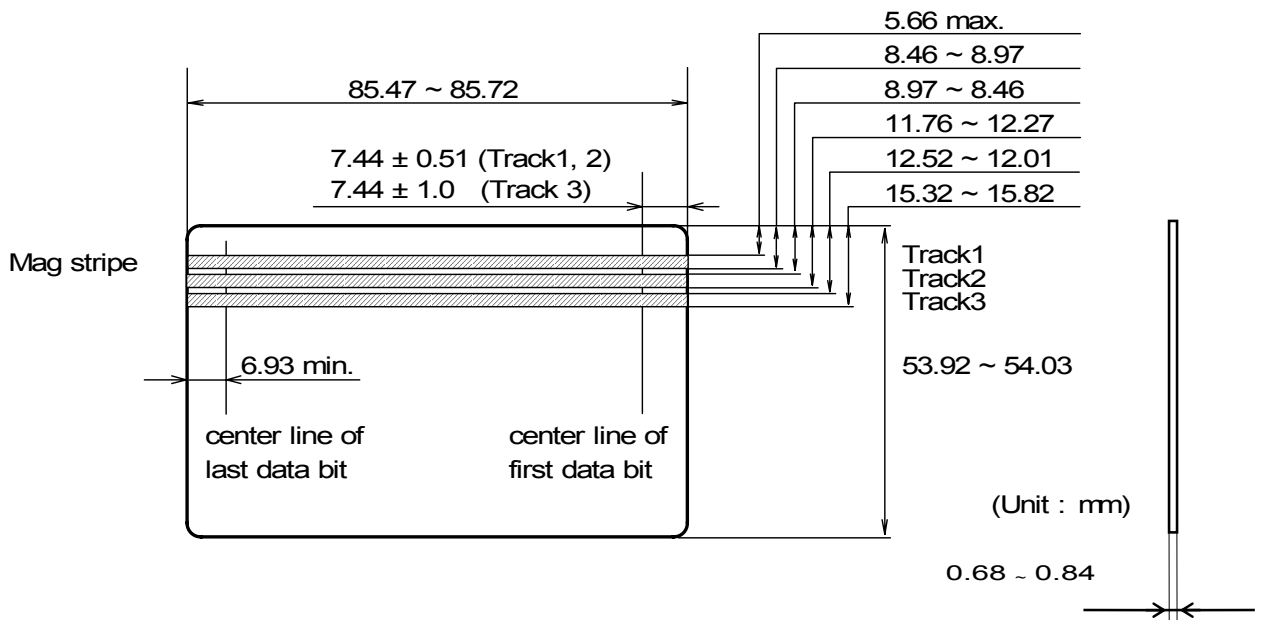 5.66 max.
8.46 ~ 8.97
85.47 ~ 85.72
8.97 ~ 8.46
11.76 ~ 12.27
7.44 ± 0.51 (Track1, 2)
12.52 ~ 12.01
7.44 ± 1.0 (Track 3)
15.32 ~ 15.82
Mag stripe
Track1
Track2
Track3
6.93 min.
53.92 ~ 54.03
center line of
last data bit
center line of
first data bit
(Unit : mm)
0.68 ~ 0.84